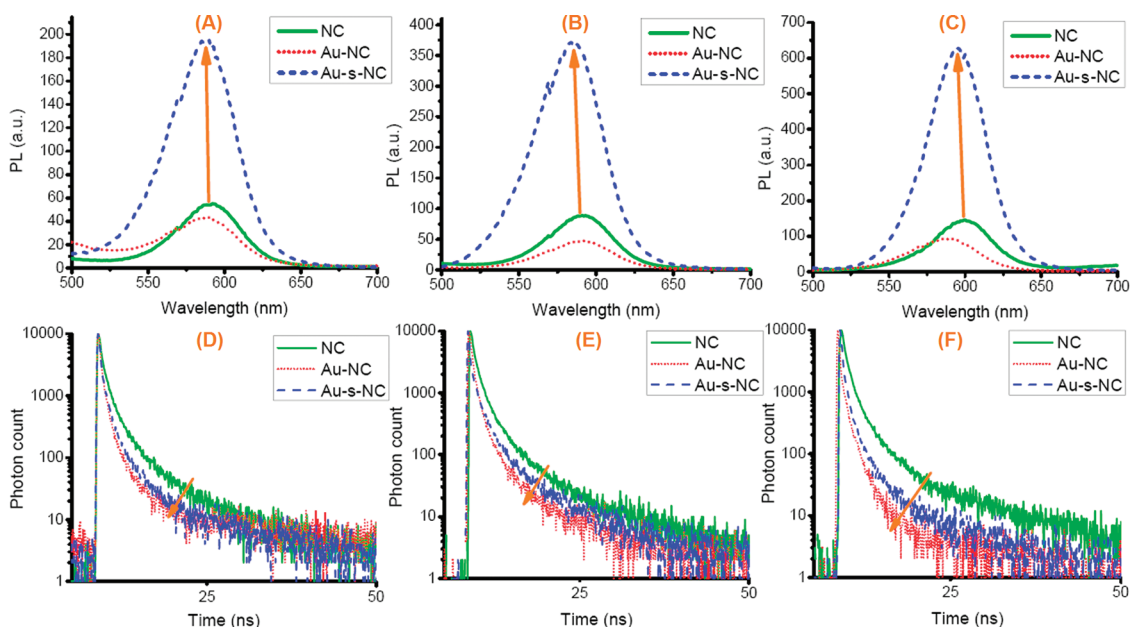 (A)
NC
Au-NC
Au-s-NC
PL (a.u.)
200
180
160
140
120
100
80
60
40
20
0
500 550 600 650 700
Wavelength (nm)
(B)
NC
Au-NC
Au-s-NC
PL (a.u.)
450
400
350
300
250
200
150
100
50
0
500 550 600 650 700
Wavelength (nm)
(C)
NC
Au-NC
Au-s-NC
PL (a.u.)
700
600
500
400
300
200
100
0
500 550 600 650 700
Wavelength (nm)
(D)
NC
Au-NC
Au-s-NC
Photon count
10000
1000
100
10
1
25 50
Time (ns)
(E)
NC
Au-NC
Au-s-NC
Photon count
10000
1000
100
10
1
25 50
Time (ns)
(F)
NC
Au-NC
Au-s-NC
Photon count
10000
1000
100
10
1
25 50
Time (ns)